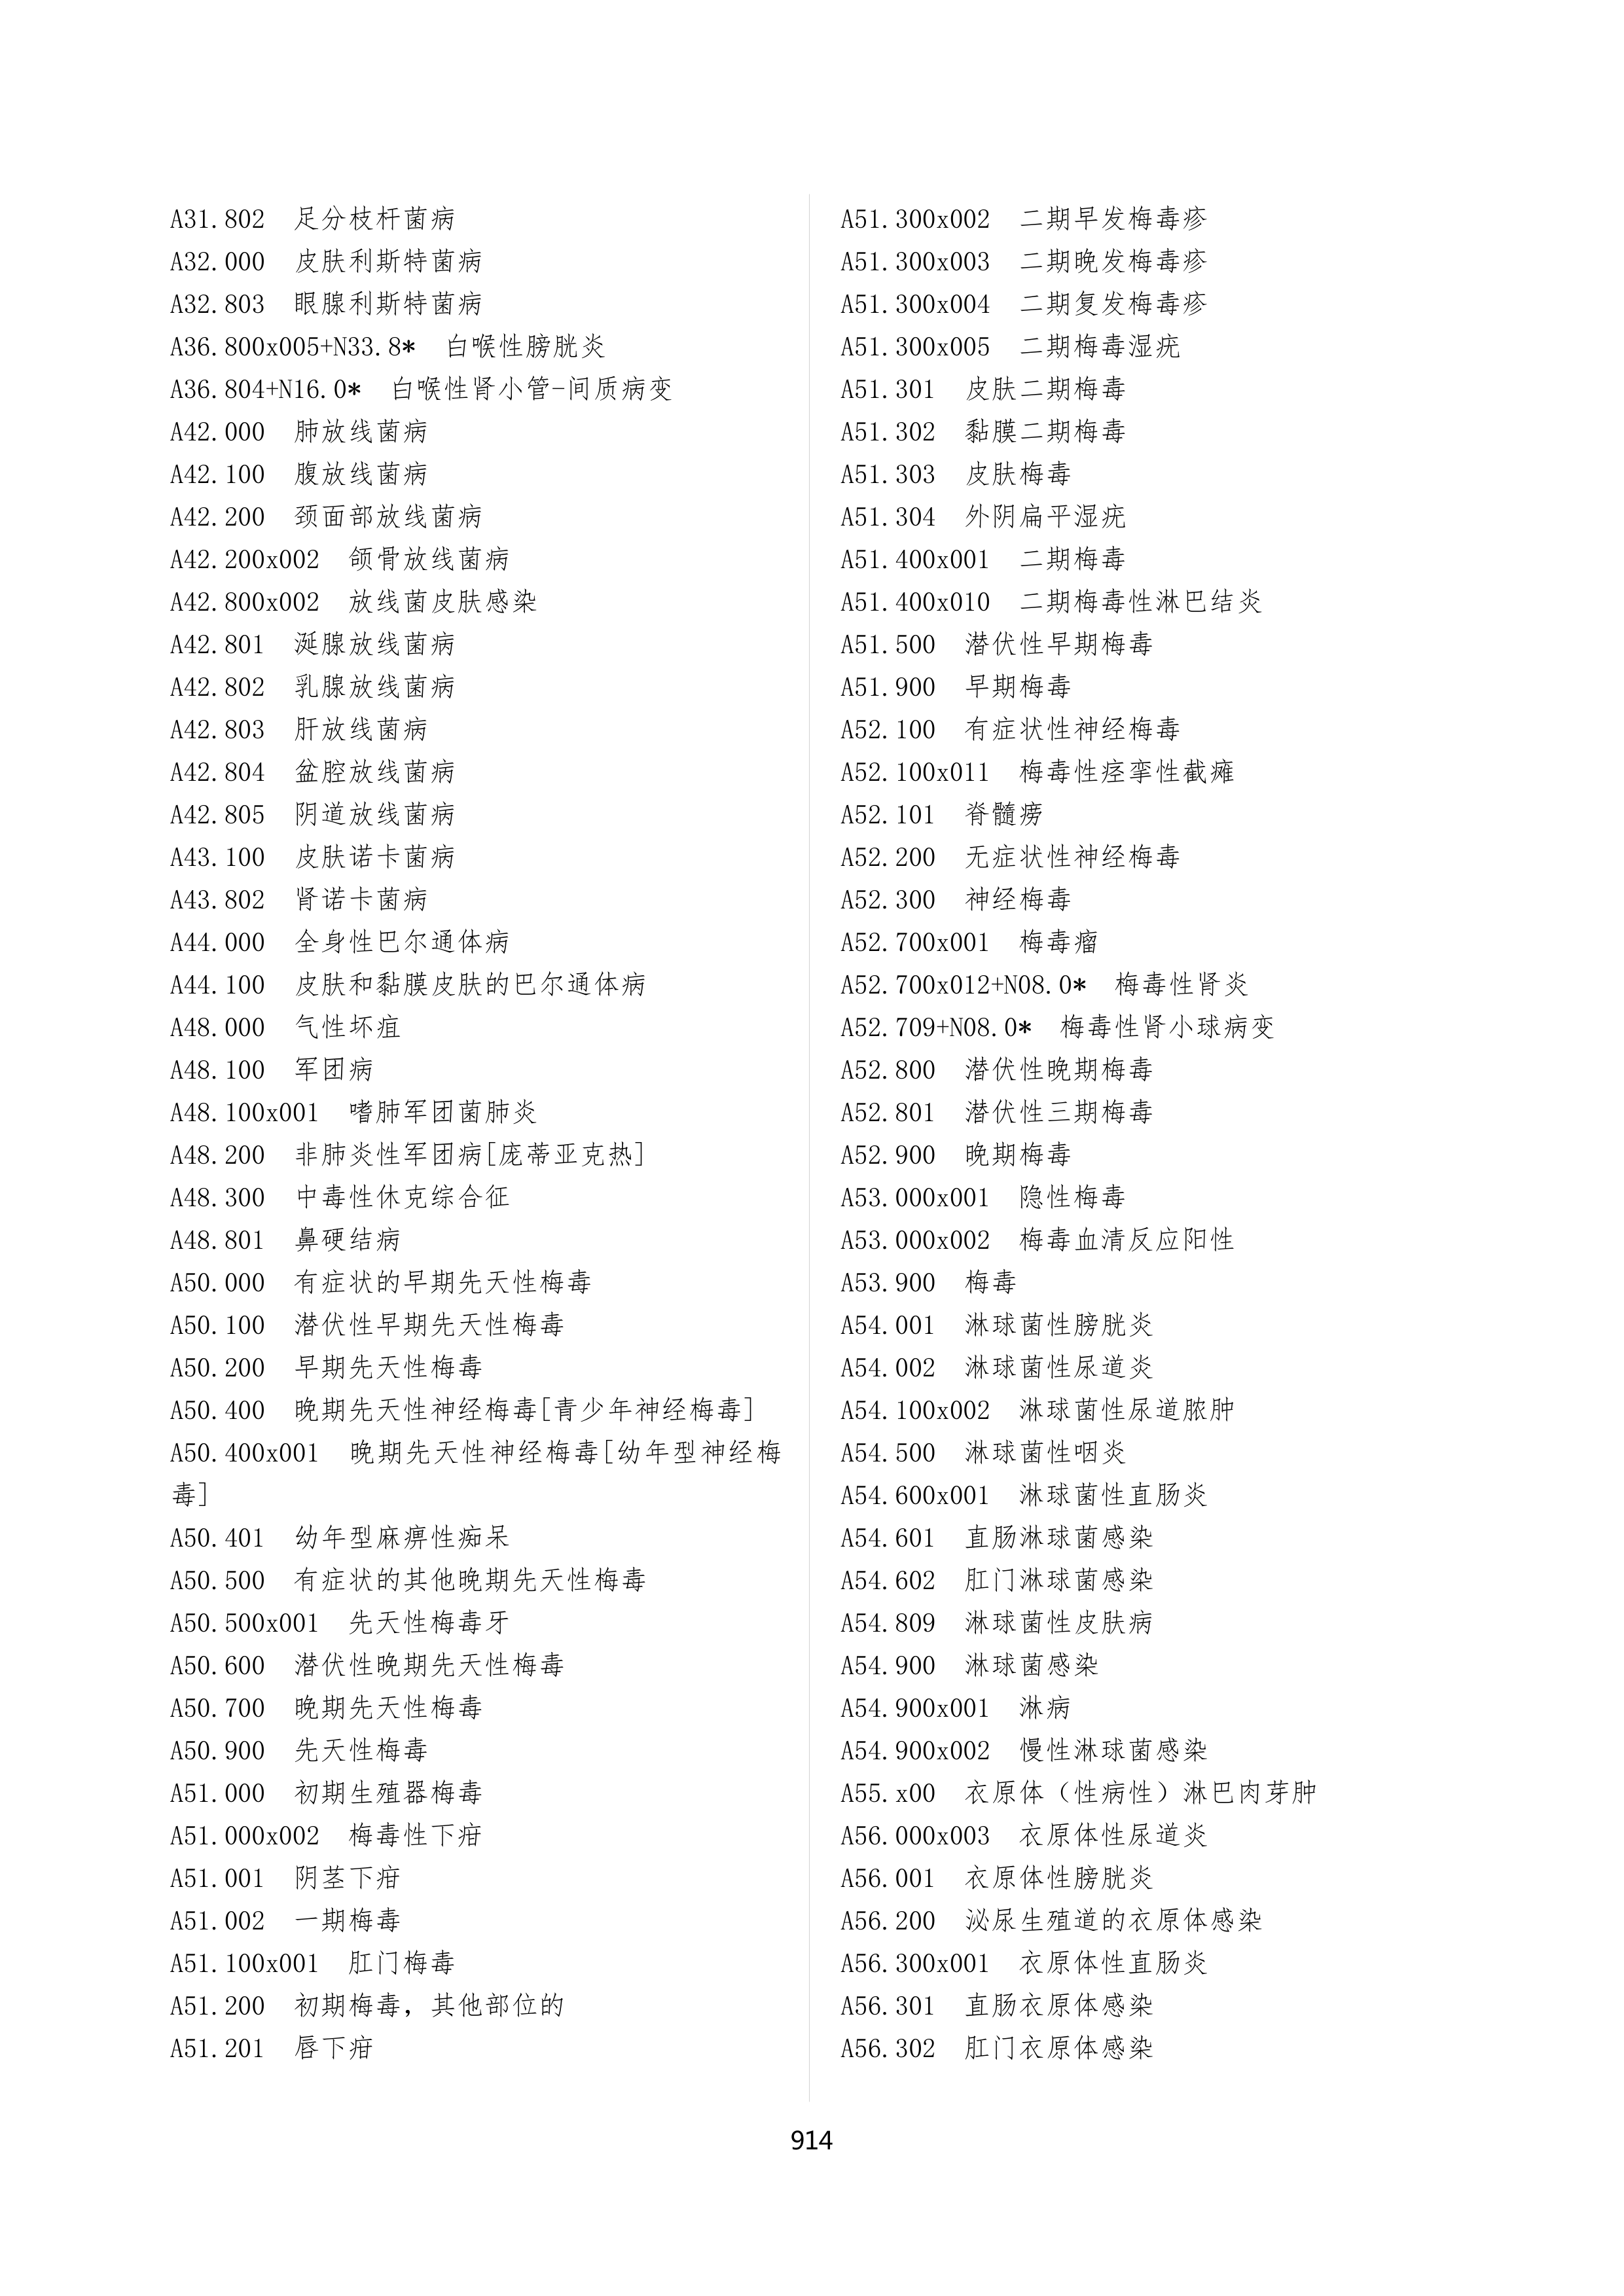 A31.802 足分枝杆菌病
A32.000 皮肤利斯特菌病
A32.803 眼腺利斯特菌病
A36.800x005+N33.8* 白喉性膀胱炎
A36.804+N16.0* 白喉性肾小管-间质病变
A42.000 肺放线菌病
A42.100 腹放线菌病
A42.200 颈面部放线菌病
A42.200x002 颌骨放线菌病
A42.800x002 放线菌皮肤感染
A42.801 涎腺放线菌病
A42.802 乳腺放线菌病
A42.803 肝放线菌病
A42.804 盆腔放线菌病
A42.805 阴道放线菌病
A43.100 皮肤诺卡菌病
A43.802 肾诺卡菌病
A44.000 全身性巴尔通体病
A44.100 皮肤和黏膜皮肤的巴尔通体病
A48.000 气性坏疽
A48.100 军团病
A48.100x001 嗜肺军团菌肺炎
A48.200 非肺炎性军团病[庞蒂亚克热]
A48.300 中毒性休克综合征
A48.801 鼻硬结病
A50.000 有症状的早期先天性梅毒
A50.100 潜伏性早期先天性梅毒
A50.200 早期先天性梅毒
A50.400 晚期先天性神经梅毒[青少年神经梅毒]
A50.400x001 晚期先天性神经梅毒[幼年型神经梅
毒]
A50.401 幼年型麻痹性痴呆
A50.500 有症状的其他晚期先天性梅毒
A50.500x001 先天性梅毒牙
A50.600 潜伏性晚期先天性梅毒
A50.700 晚期先天性梅毒
A50.900 先天性梅毒
A51.000 初期生殖器梅毒
A51.000x002 梅毒性下疳
A51.001 阴茎下疳
A51.002 一期梅毒
A51.100x001 肛门梅毒
A51.200 初期梅毒，其他部位的
A51.201 唇下疳
A51.300x002 二期早发梅毒疹
A51.300x003 二期晚发梅毒疹
A51.300x004 二期复发梅毒疹
A51.300x005 二期梅毒湿疣
A51.301 皮肤二期梅毒
A51.302 黏膜二期梅毒
A51.303 皮肤梅毒
A51.304 外阴扁平湿疣
A51.400x001 二期梅毒
A51.400x010 二期梅毒性淋巴结炎
A51.500 潜伏性早期梅毒
A51.900 早期梅毒
A52.100 有症状性神经梅毒
A52.100x011 梅毒性痉挛性截瘫
A52.101 脊髓痨
A52.200 无症状性神经梅毒
A52.300 神经梅毒
A52.700x001 梅毒瘤
A52.700x012+N08.0* 梅毒性肾炎
A52.709+N08.0* 梅毒性肾小球病变
A52.800 潜伏性晚期梅毒
A52.801 潜伏性三期梅毒
A52.900 晚期梅毒
A53.000x001 隐性梅毒
A53.000x002 梅毒血清反应阳性
A53.900 梅毒
A54.001 淋球菌性膀胱炎
A54.002 淋球菌性尿道炎
A54.100x002 淋球菌性尿道脓肿
A54.500 淋球菌性咽炎
A54.600x001 淋球菌性直肠炎
A54.601 直肠淋球菌感染
A54.602 肛门淋球菌感染
A54.809 淋球菌性皮肤病
A54.900 淋球菌感染
A54.900x001 淋病
A54.900x002 慢性淋球菌感染
A55.x00 衣原体（性病性）淋巴肉芽肿
A56.000x003 衣原体性尿道炎
A56.001 衣原体性膀胱炎
A56.200 泌尿生殖道的衣原体感染
A56.300x001 衣原体性直肠炎
A56.301 直肠衣原体感染
A56.302 肛门衣原体感染
914